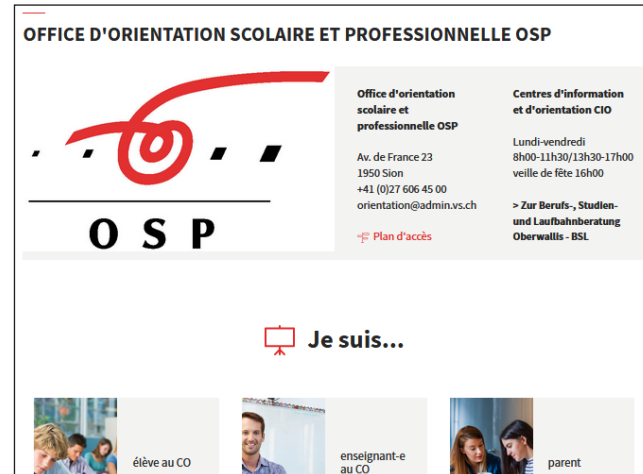 OFFICE D'ORIENTATION SCOLAIRE ET PROFESSIONNELLE OSP
OSP
Office d'orientation
scolaire et
professionnelle OSP
Av. de France 23
1950 Sion
+41 (0)27 606 45 00
orientation@admin.vs.ch
Plan d'accès
Centres d'information
et d'orientation CIO
Lundi-vendredi
8h00-11h30/13h30-17h00
veille de fête 16h00
> Zur Berufs-, Studien-
und Laufbahnberatung
Oberwallis - BSL
Je suis...
élève au CO
enseignant-e
au CO
parent